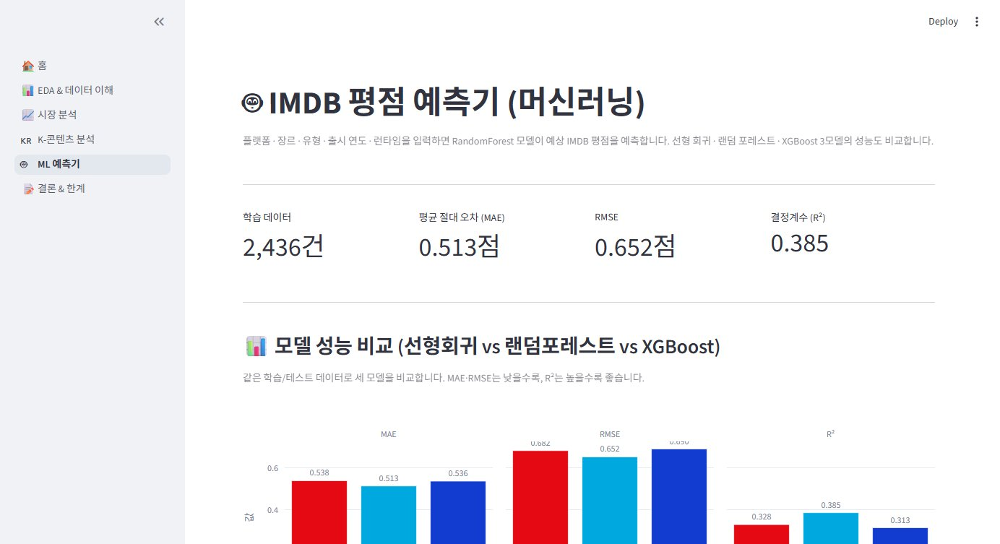 Deploy
홈
EDA & 데이터 이해
시장 분석
KR K-콘텐츠 분석
ML 예측기
결론 & 한계
IMDB 평점 예측기 (머신러닝)
플랫폼 · 장르 · 유형 · 출시 연도 · 런타임을 입력하면 RandomForest 모델이 예상 IMDB 평점을 예측합니다. 선형 회귀 · 랜덤 포레스트 · XGBoost 3모델의 성능도 비교합니다.
학습 데이터 평균 절대 오차 (MAE) RMSE 결정계수 (R²)
2,436건 0.513점 0.652점 0.385
모델 성능 비교 (선형회귀 vs 랜덤포레스트 vs XGBoost)
같은 학습/테스트 데이터로 세 모델을 비교합니다. MAE·RMSE는 낮을수록, R²는 높을수록 좋습니다.
MAE RMSE R²
0.682 0.652 0.690
0.6 0.538 0.513 0.536
0.4 0.328 0.385 0.313
값